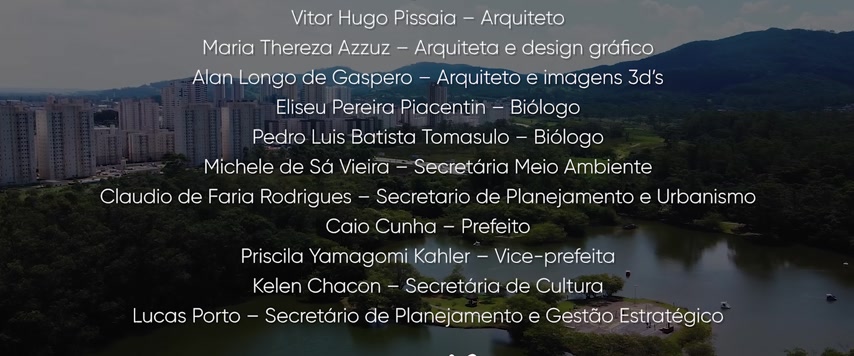 Vitor Hugo Pissaia – Arquiteto
Maria Thereza Azzuz – Arquiteta e design gráfico
Alan Longo de Gaspero – Arquiteto e imagens 3d's
Eliseu Pereira Piacentin – Biólogo
Pedro Luis Batista Tomasulo – Biólogo
Michele de Sá Vieira – Secretária Meio Ambiente
Claudio de Faria Rodrigues – Secretario de Planejamento e Urbanismo
Caio Cunha – Prefeito
Priscila Yamagomi Kahler – Vice-prefeita
Kelen Chacon – Secretária de Cultura
Lucas Porto – Secretário de Planejamento e Gestão Estratégico